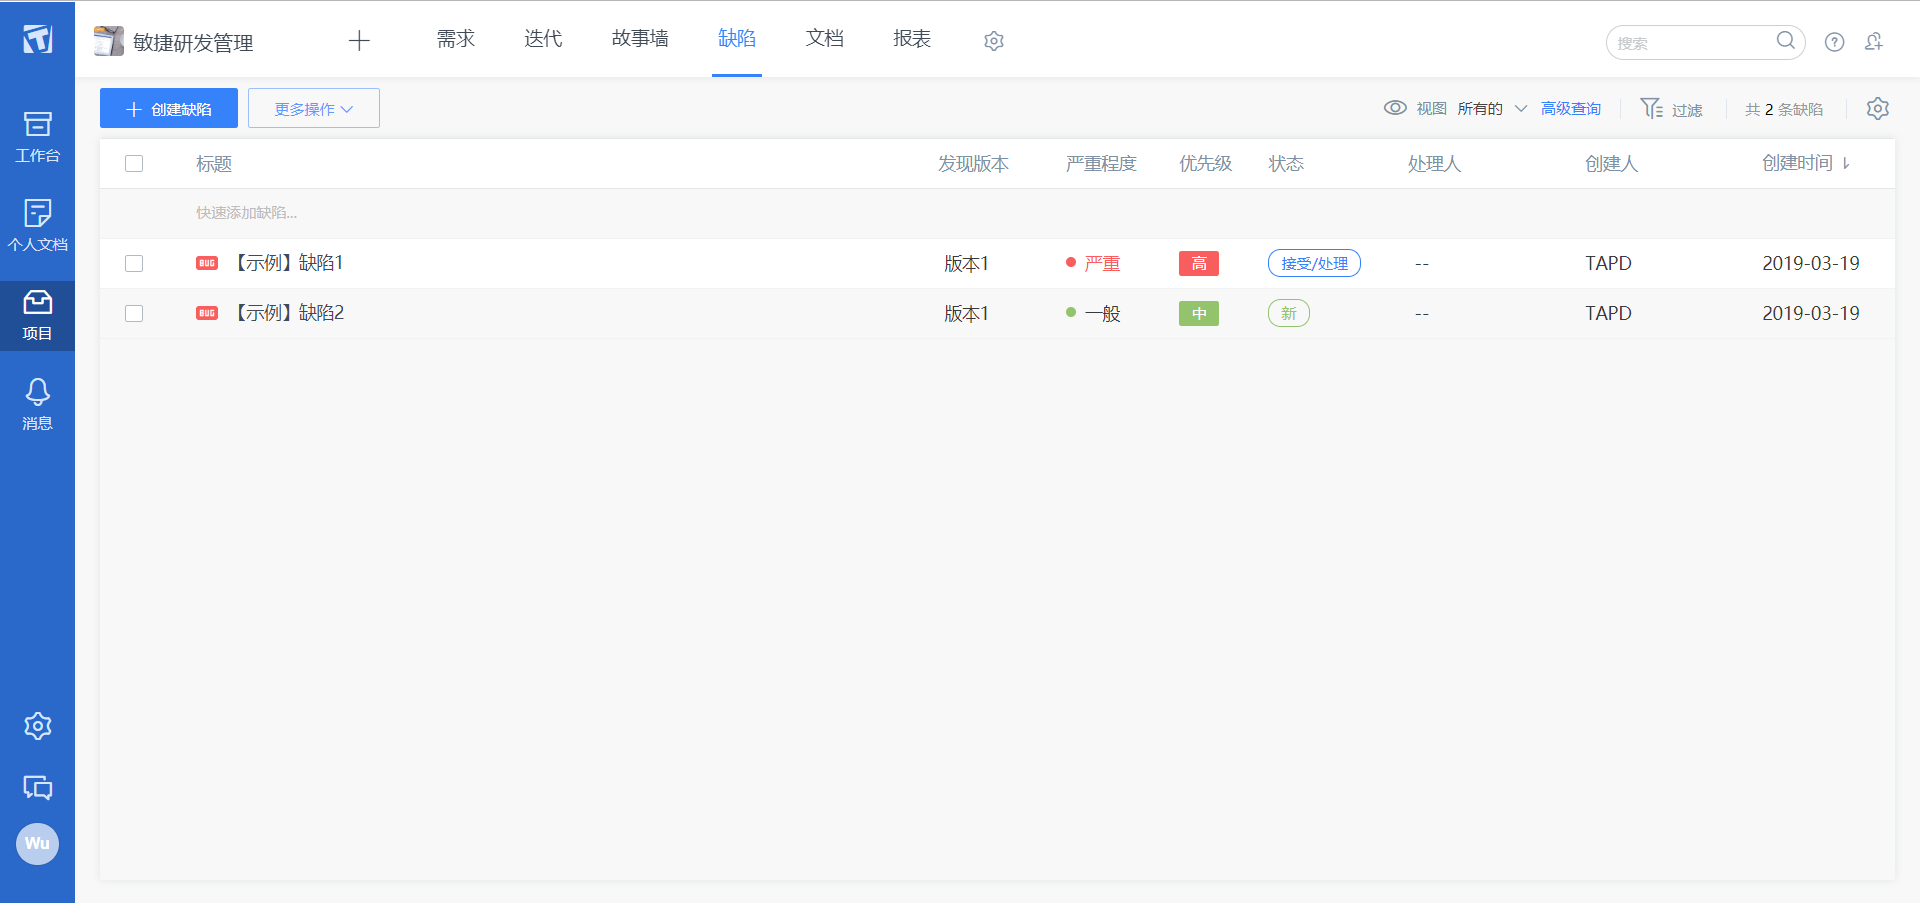 敏捷研发管理
需求 迭代 故事墙 缺陷 文档 报表
搜索
工作台
个人文档
项目
消息
Wu
创建缺陷 更多操作 视图 所有的 高级查询 过滤 共 2 条缺陷
标题 发现版本 严重程度 优先级 状态 处理人 创建人 创建时间
快速添加缺陷...
BUG 【示例】缺陷1 版本1 严重 高 接受/处理 -- TAPD 2019-03-19
BUG 【示例】缺陷2 版本1 一般 中 新 -- TAPD 2019-03-19